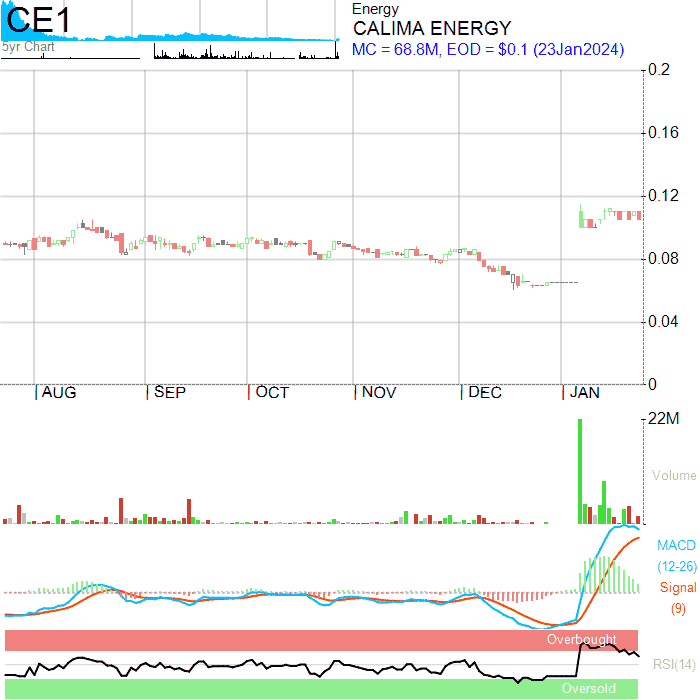 CE1
5yr Chart
Energy
CALIMA ENERGY
MC = 68.8M, EOD = $0.1 (23Jan2024)
0.2
0.16
0.12
0.08
0.04
0
AUG SEP OCT NOV DEC JAN
22M
Volume
MACD
(12-26)
Signal
(9)
Overbought
RSI(14)
Oversold